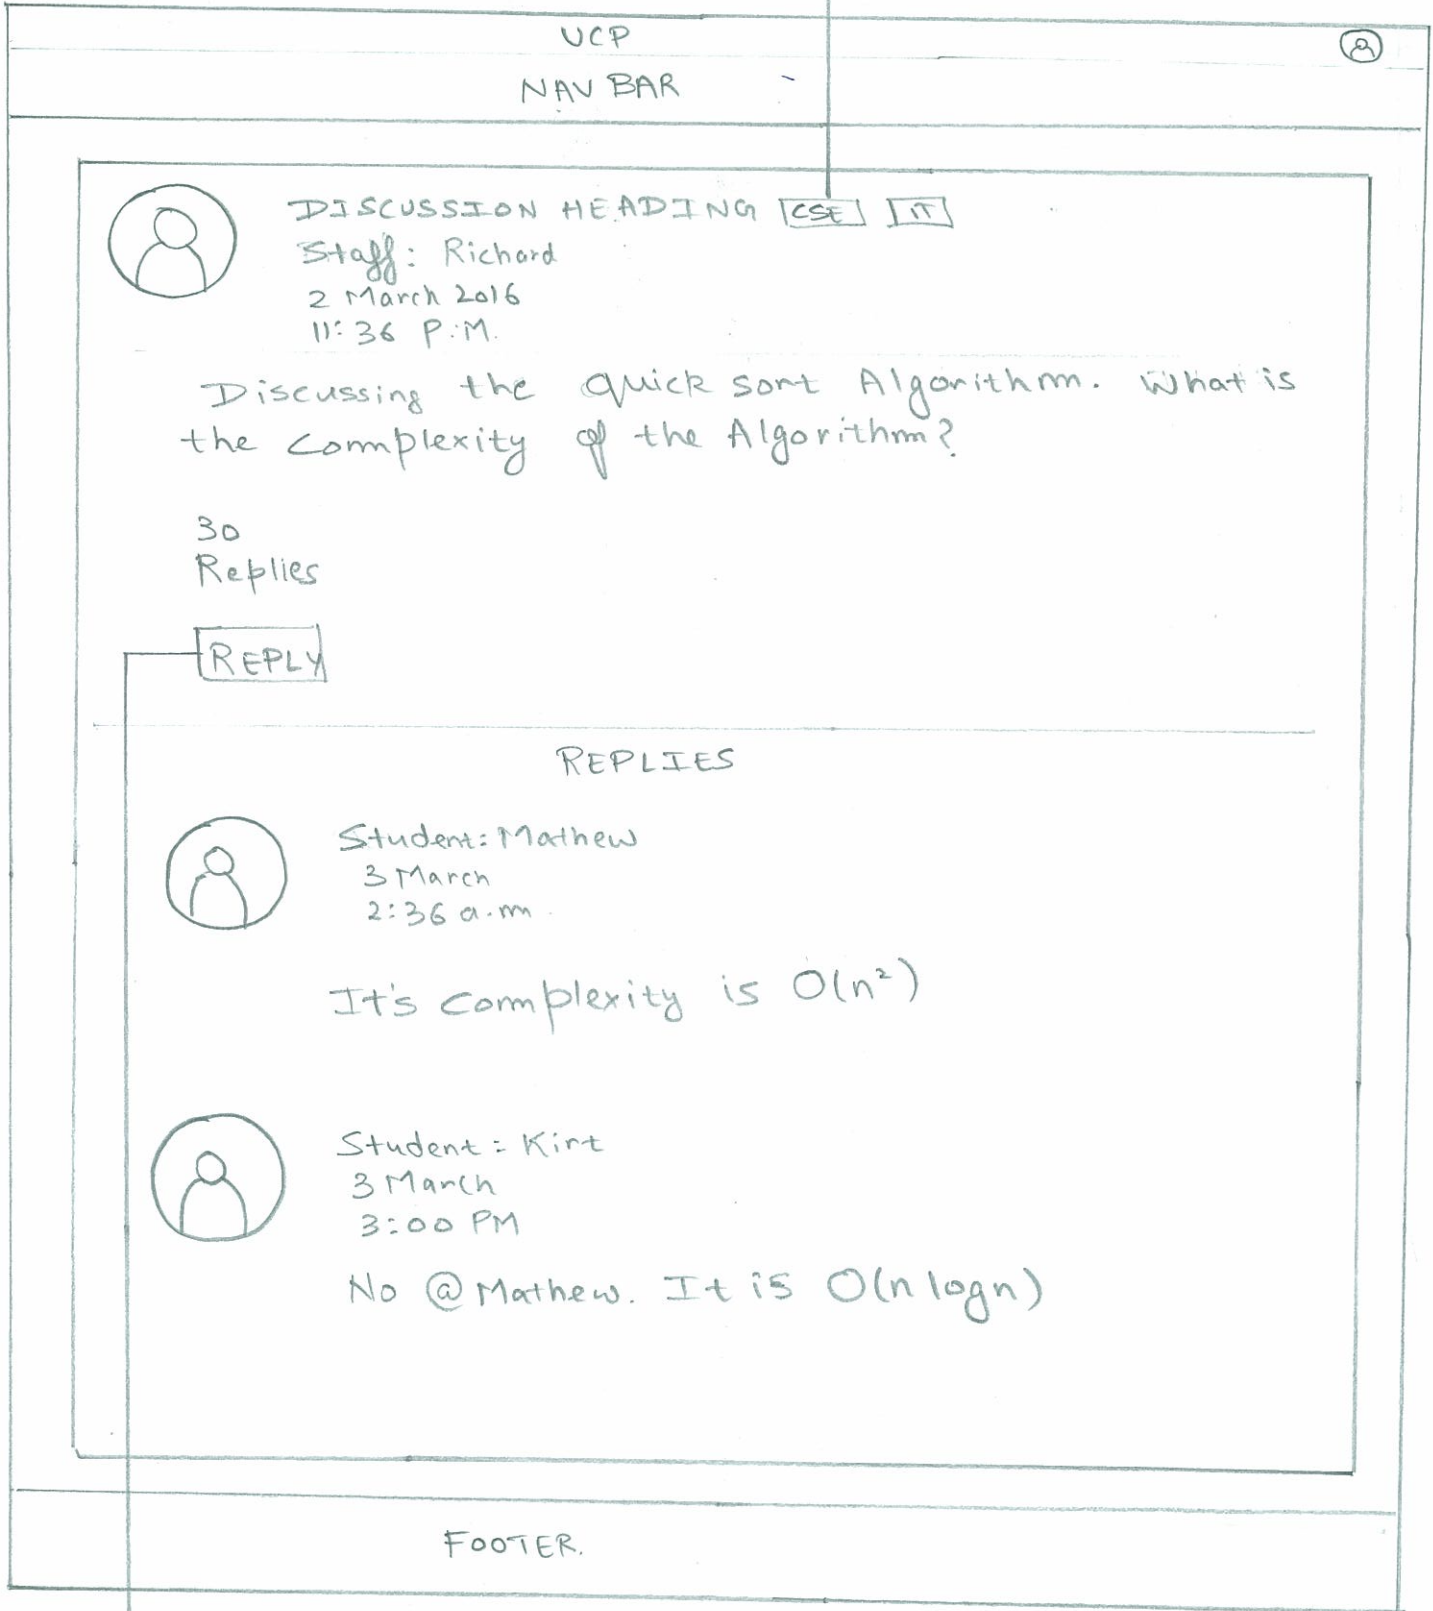 UCP
NAV BAR
DISCUSSION HEADING CSE IT
Staff: Richard
2 March 2016
11:36 P.M.
Discussing the quick sort Algorithm. What is
the complexity of the Algorithm?
30
Replies
REPLY
REPLIES
Student: Mathew
3 March
2:36 a.m.
It's complexity is O(n²)
Student: Kirt
3 March
3:00 PM
No @Mathew. It is O(n logn)
FOOTER.